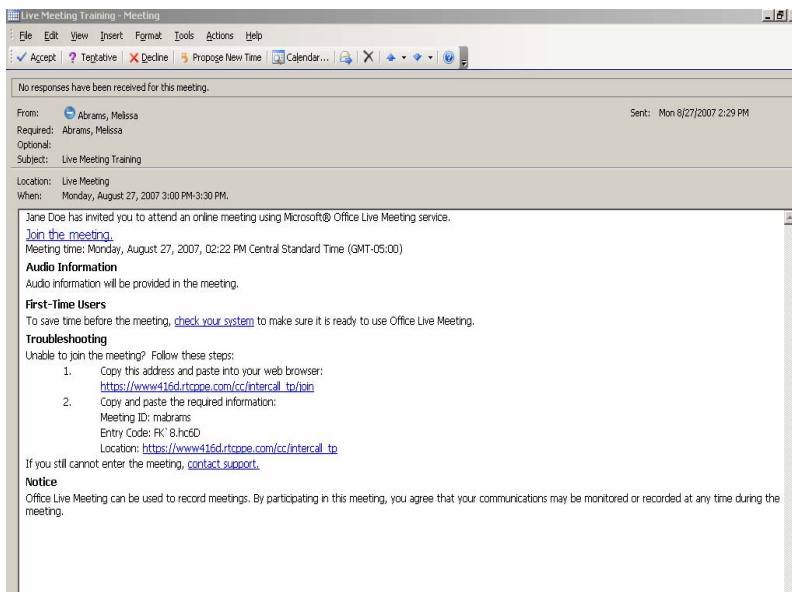 Live Meeting Training - Meeting
File Edit View Insert Format Tools Actions Help
Accept ? Tentative Decline Propose New Time Calendar...
No responses have been received for this meeting.
From: Abrams, Melissa Sent: Mon 8/27/2007 2:29 PM
Required: Abrams, Melissa
Optional:
Subject: Live Meeting Training
Location: Live Meeting
When: Monday, August 27, 2007 3:00 PM-3:30 PM.
Jane Doe has invited you to attend an online meeting using Microsoft® Office Live Meeting service.
Join the meeting.
Meeting time: Monday, August 27, 2007, 02:22 PM Central Standard Time (GMT-05:00)
Audio Information
Audio information will be provided in the meeting.
First-Time Users
To save time before the meeting, check your system to make sure it is ready to use Office Live Meeting.
Troubleshooting
Unable to join the meeting? Follow these steps:
1. Copy this address and paste into your web browser:
https://www416d.rtcppe.com/cc/intercall_tp/join
2. Copy and paste the required information:
Meeting ID: mabrams
Entry Code: FK`8.hc6D
Location: https://www416d.rtcppe.com/cc/intercall_tp
If you still cannot enter the meeting, contact support.
Notice
Office Live Meeting can be used to record meetings. By participating in this meeting, you agree that your communications may be monitored or recorded at any time during the
meeting.